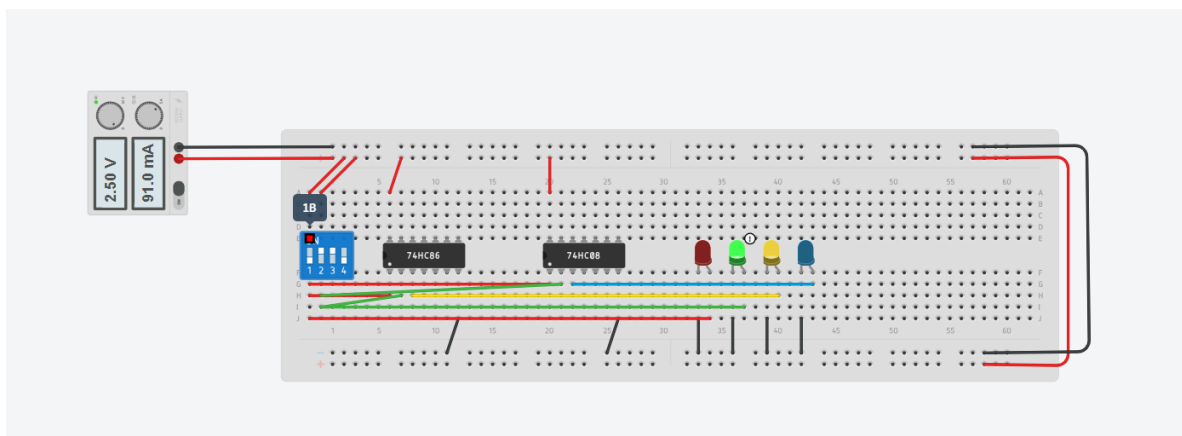 2.50 V
91.0 mA
5 10 15 20 25 30 35 40 45 50 55 60
A A
B B
C C
D D
1B
E E
74HC86
74HC08
1 2 3 4
F F
G G
H H
I I
J J
1 5 10 15 20 25 30 35 40 45 50 55 60